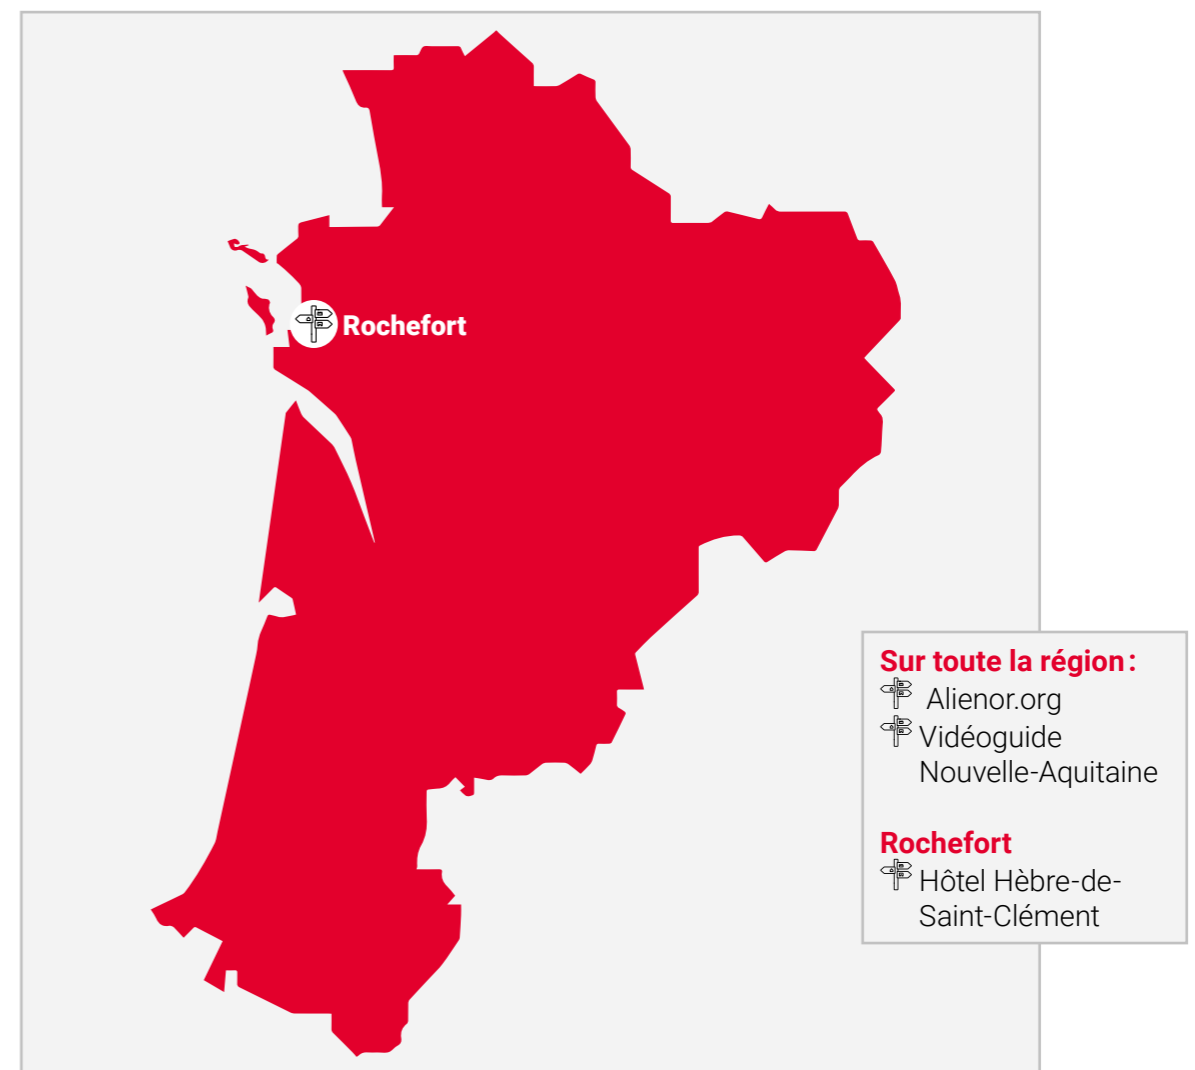 Rochefort
Sur toute la région :
Alienor.org
Vidéoguide
Nouvelle-Aquitaine
Rochefort
Hôtel Hèbre-de-
Saint-Clément